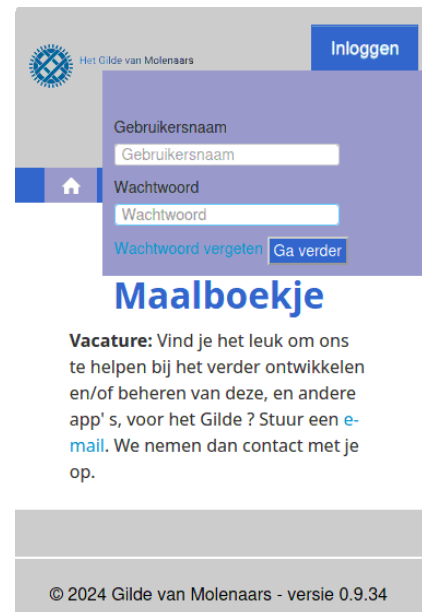 Inloggen
Het Gilde van Molenaars
Gebruikersnaam
Gebruikersnaam
Wachtwoord
Wachtwoord
Wachtwoord vergeten Ga verder
Maalboekje
Vacature: Vind je het leuk om ons
te helpen bij het verder ontwikkelen
en/of beheren van deze, en andere
app' s, voor het Gilde ? Stuur een e-
mail. We nemen dan contact met je
op.
© 2024 Gilde van Molenaars - versie 0.9.34